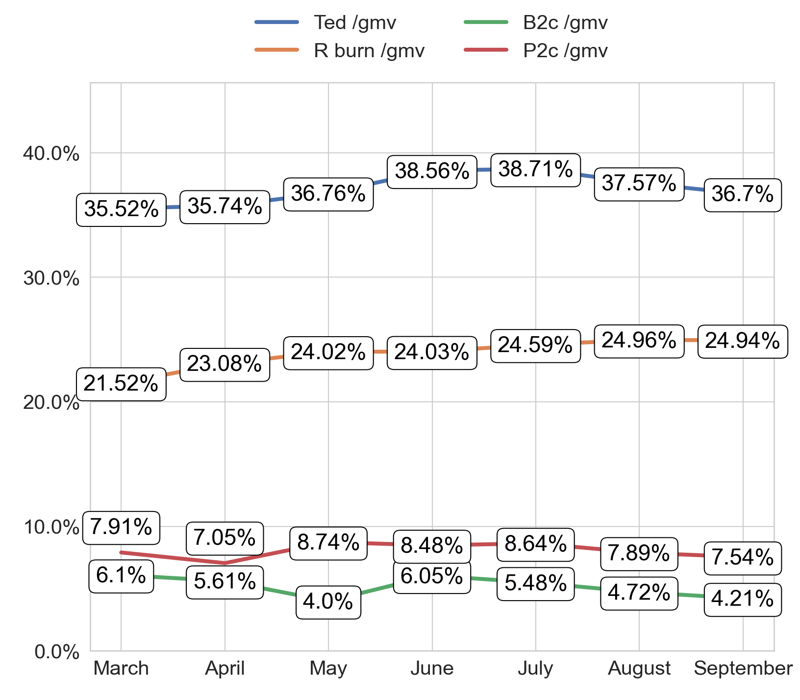 Ted /gmv B2c /gmv
R burn /gmv P2c /gmv
40.0%
38.56% 38.71%
35.52% 35.74% 36.76% 37.57% 36.7%
30.0%
21.52% 23.08% 24.02% 24.03% 24.59% 24.96% 24.94%
20.0%
10.0%
7.91% 7.05% 8.74% 8.48% 8.64% 7.89% 7.54%
6.1% 5.61% 4.0% 6.05% 5.48% 4.72% 4.21%
0.0%
March April May June July August September